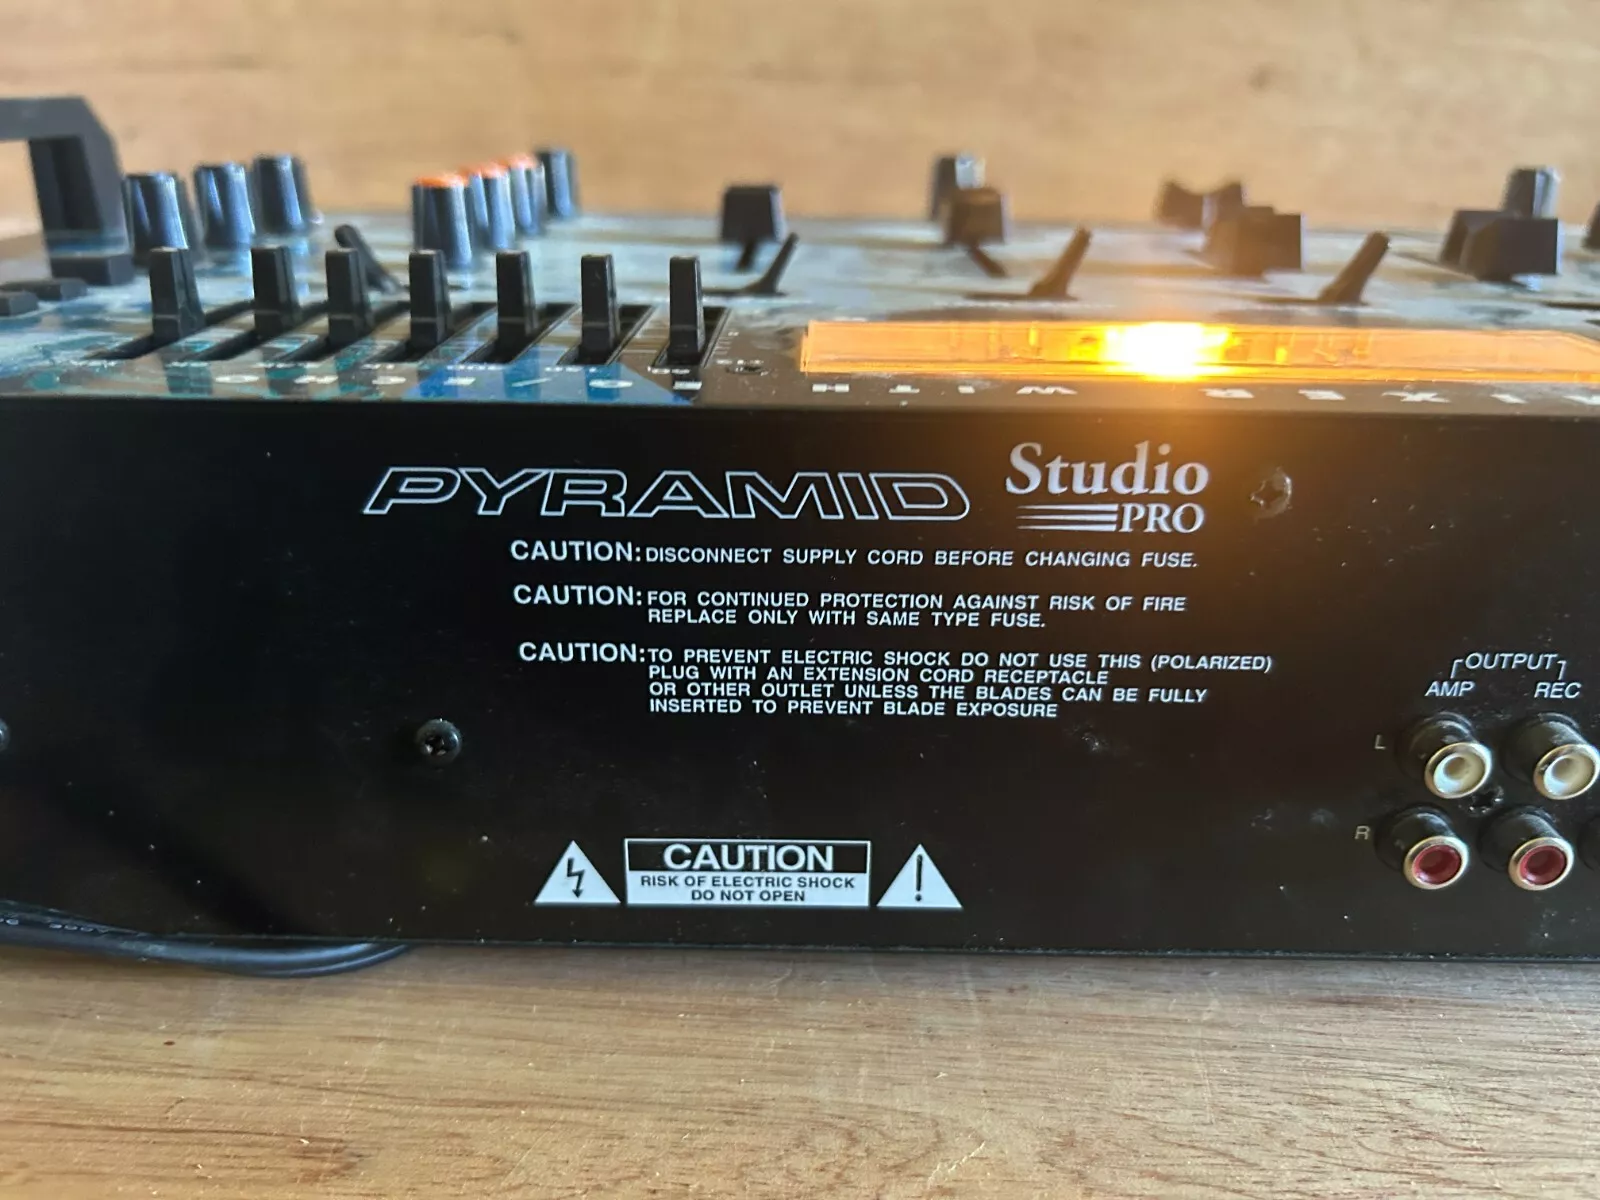 MIXER WITH
PYRAMID Studio
PRO
CAUTION: DISCONNECT SUPPLY CORD BEFORE CHANGING FUSE.
CAUTION: FOR CONTINUED PROTECTION AGAINST RISK OF FIRE
REPLACE ONLY WITH SAME TYPE FUSE.
CAUTION: TO PREVENT ELECTRIC SHOCK DO NOT USE THIS (POLARIZED)
PLUG WITH AN EXTENSION CORD RECEPTACLE
OR OTHER OUTLET UNLESS THE BLADES CAN BE FULLY
INSERTED TO PREVENT BLADE EXPOSURE
OUTPUT
AMP REC
L
R
CAUTION
RISK OF ELECTRIC SHOCK
DO NOT OPEN